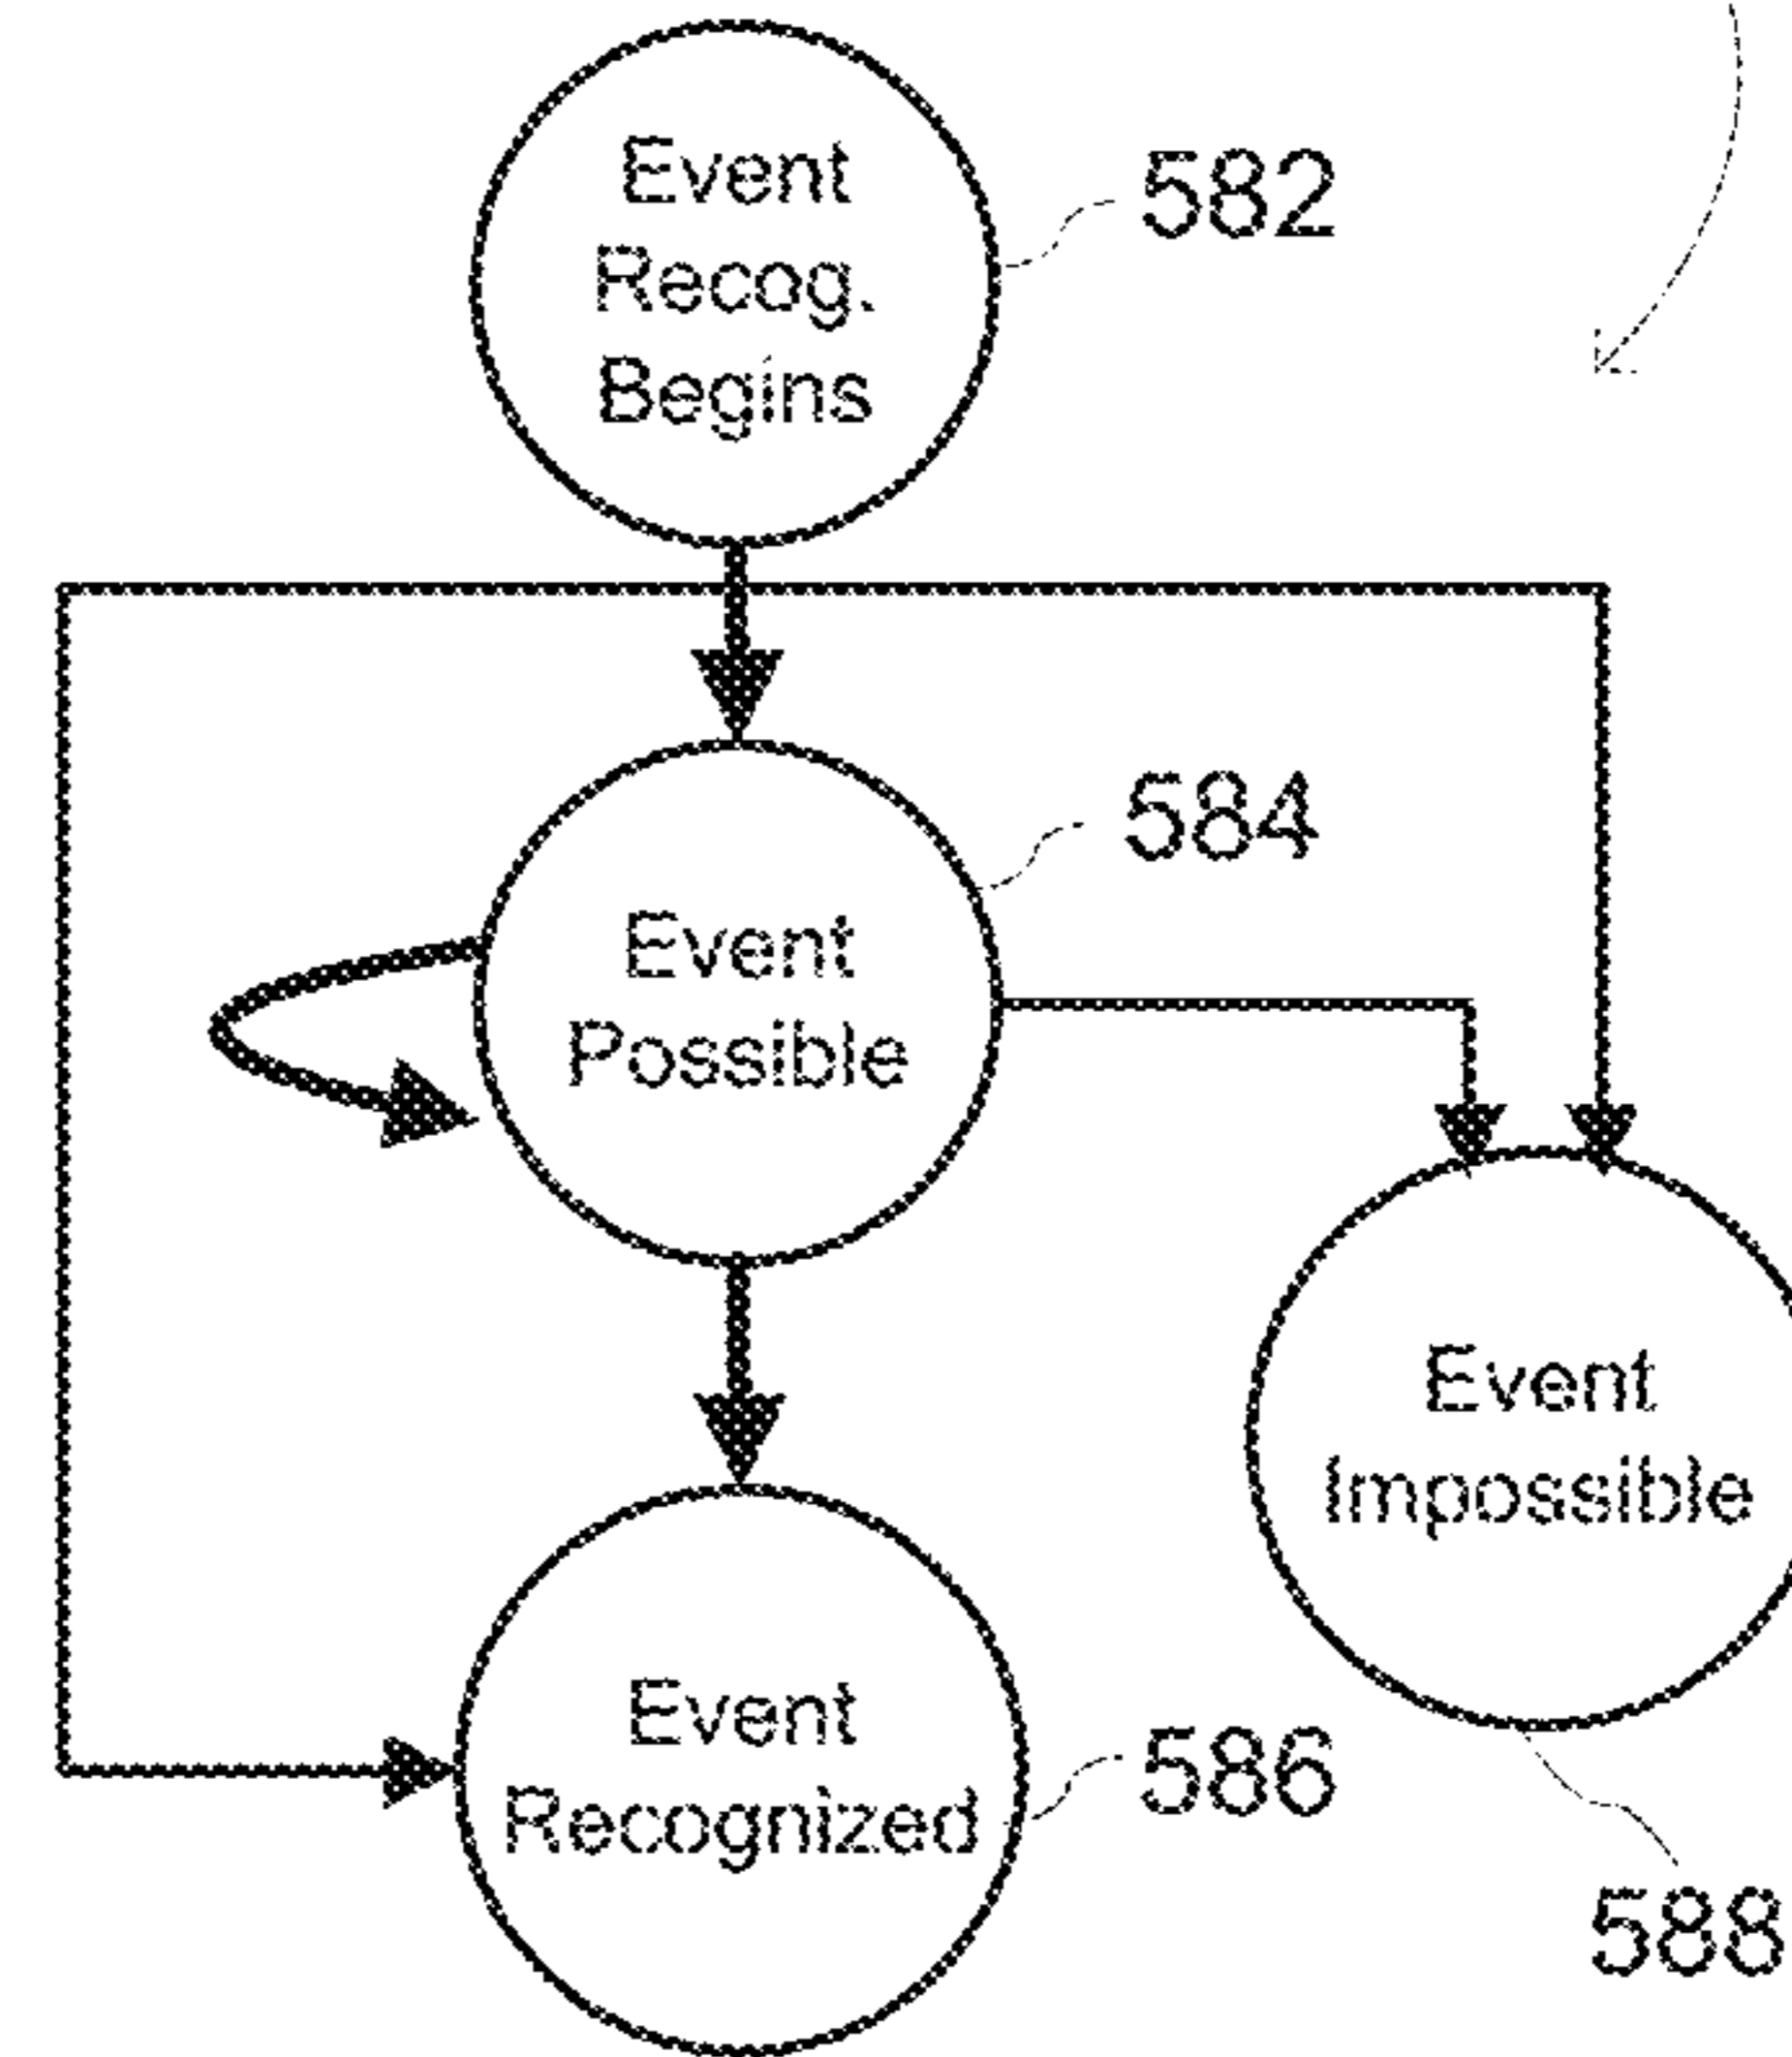 Event
Recog.
Begins
582
584
Event
Possible
Event
Impossible
Event
Recognized
586
588